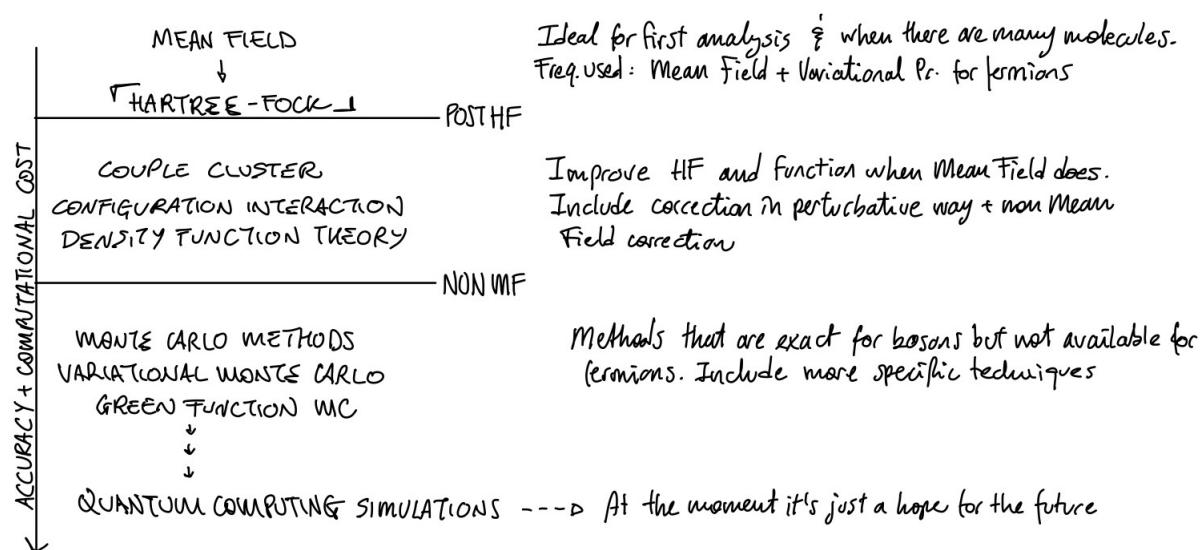 MEAN FIELD
HARTREE-FOCK
POST HF
Ideal for first analysis & when there are many molecules.
Freq. used: Mean Field + Variational Pr. for fermions
COUPLE CLUSTER
CONFIGURATION INTERACTION
DENSITY FUNCTION THEORY
NON MF
Improve HF and function when Mean Field does.
Include correction in perturbative way + non Mean
Field correction
MONTE CARLO METHODS
VARIATIONAL MONTE CARLO
GREEN FUNCTION MC
Methods that are exact for bosons but not available for
fermions. Include more specific techniques
QUANTUM COMPUTING SIMULATIONS ---> At the moment it's just a hope for the future
ACCURACY + COMPUTATIONAL COST